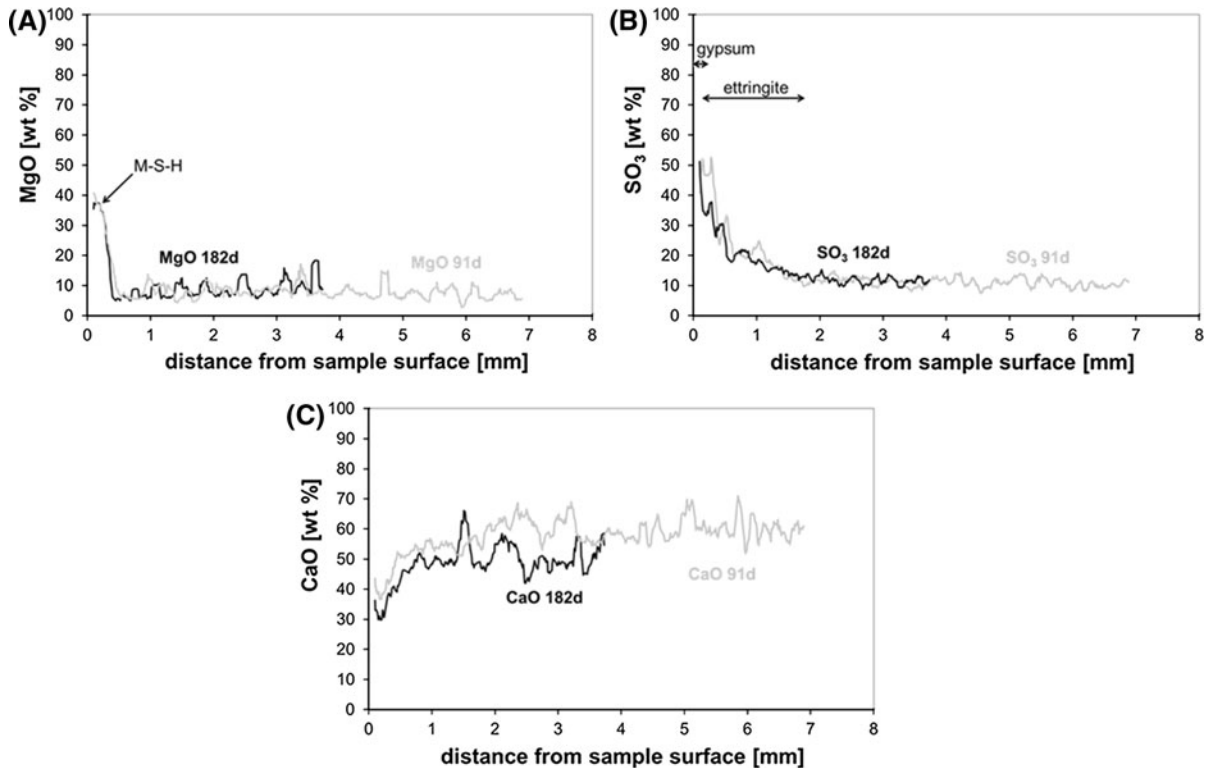 (A)
MgO [wt %]
100
90
80
70
60
50
40
30
20
10
0
M-S-H
MgO 182d
MgO 91d
0 1 2 3 4 5 6 7 8
distance from sample surface [mm]
(B)
SO₃ [wt %]
100
90
80
70
60
50
40
30
20
10
0
gypsum
ettringite
SO₃ 182d
SO₃ 91d
0 1 2 3 4 5 6 7 8
distance from sample surface [mm]
(C)
CaO [wt %]
100
90
80
70
60
50
40
30
20
10
0
CaO 91d
CaO 182d
0 1 2 3 4 5 6 7 8
distance from sample surface [mm]